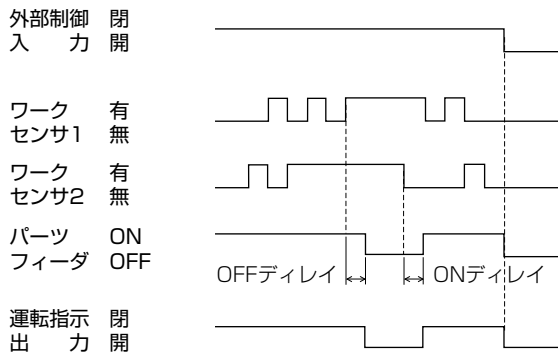 外部制御 閉
入 力 開
ワーク 有
センサ1 無
ワーク 有
センサ2 無
パーツ ON
フィーダ OFF
OFFディレイ ONディレイ
運転指示 閉
出 力 開